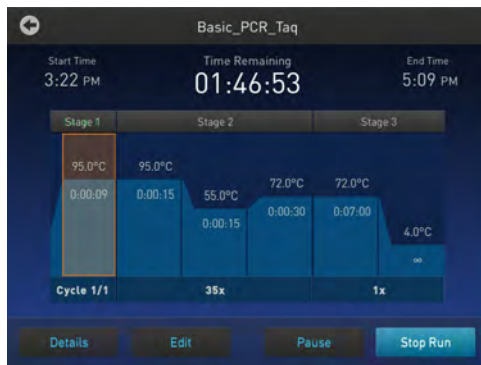 Basic_PCR_Taq
Start Time
Time Remaining
End Time
3:22 PM
01:46:53
5:09 PM
Stage 1
Stage 2
Stage 3
95.0°C
95.0°C
55.0°C
72.0°C
72.0°C
4.0°C
0:00:09
0:00:15
0:00:15
0:00:30
0:07:00
∞
Cycle 1/1
35x
1x
Details
Edit
Pause
Stop Run